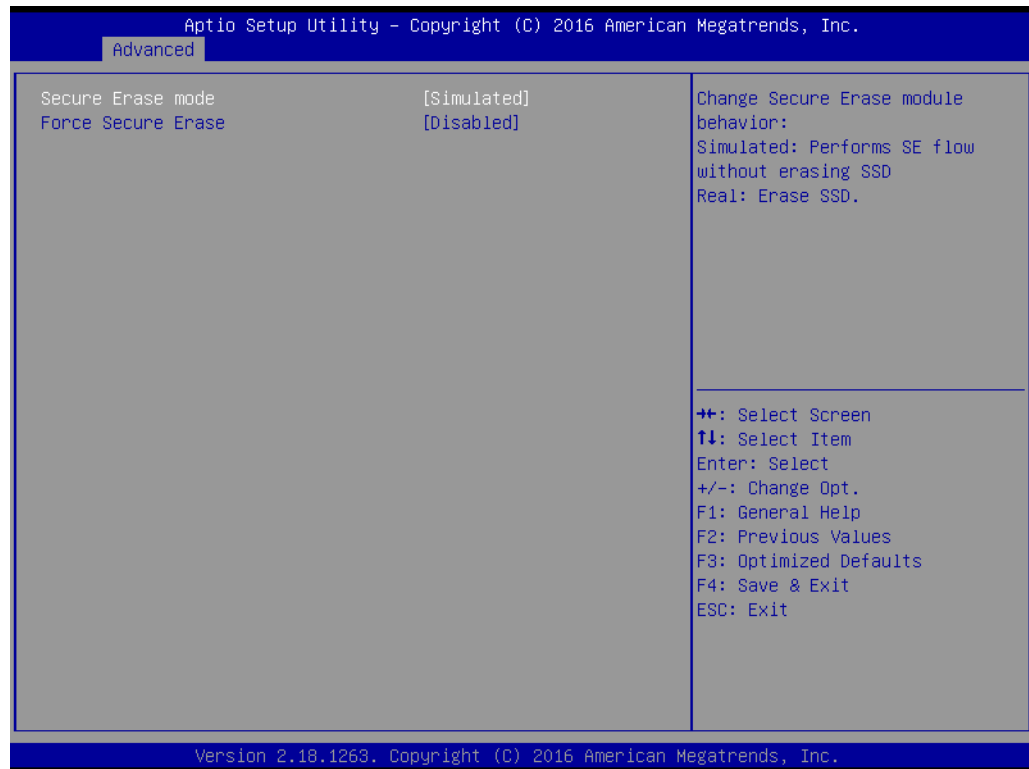 Aptio Setup Utility – Copyright (C) 2016 American Megatrends, Inc.
Advanced
Secure Erase mode [Simulated]
Force Secure Erase [Disabled]
Change Secure Erase module
behavior:
Simulated: Performs SE flow
without erasing SSD
Real: Erase SSD.
→←: Select Screen
↑↓: Select Item
Enter: Select
+/-: Change Opt.
F1: General Help
F2: Previous Values
F3: Optimized Defaults
F4: Save & Exit
ESC: Exit
Version 2.18.1263. Copyright (C) 2016 American Megatrends, Inc.